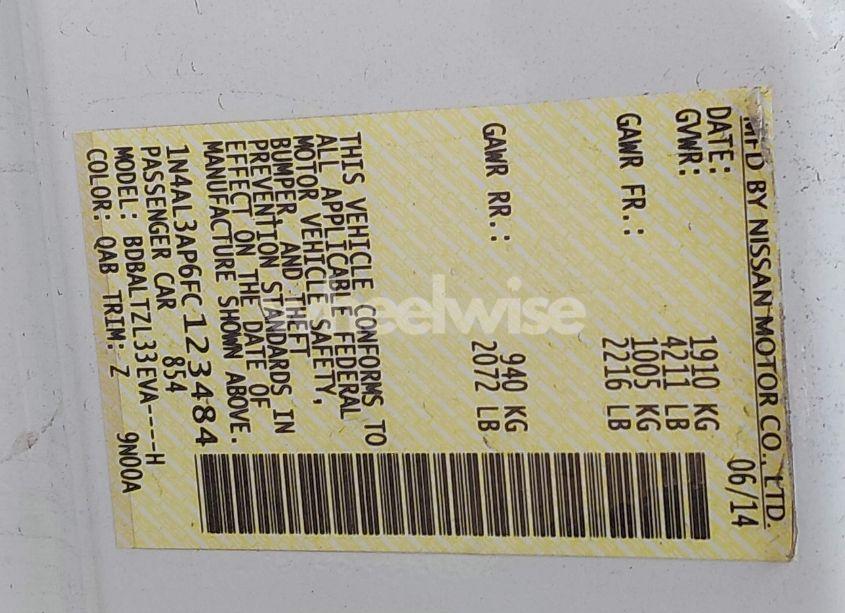 MFD BY NISSAN MOTOR CO., LTD.
DATE: 06/14
GVWR: 1910 KG
4211 LB
GAWR FR.: 1005 KG
2216 LB
GAWR RR.: 940 KG
2072 LB
THIS VEHICLE CONFORMS TO
ALL APPLICABLE FEDERAL
MOTOR VEHICLE SAFETY,
BUMPER, AND THEFT
PREVENTION STANDARDS IN
EFFECT ON THE DATE OF
MANUFACTURE SHOWN ABOVE.
1N4AL3AP6FC123484
PASSENGER CAR 854
MODEL: BDBALTZL33EVA----H
COLOR: QAB TRIM: Z 9N00A
wheelwise